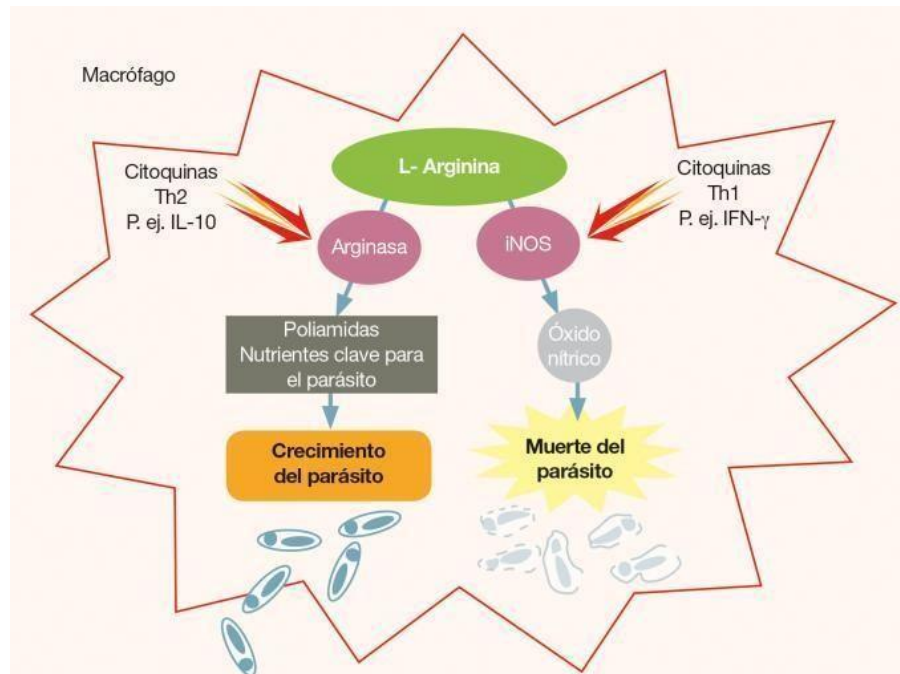 Macrófago
L- Arginina
Citoquinas
Th2
P. ej. IL-10
Citoquinas
Th1
P. ej. IFN-γ
Arginasa
iNOS
Poliamidas
Nutrientes clave para
el parásito
Óxido
nítrico
Crecimiento
del parásito
Muerte del
parásito